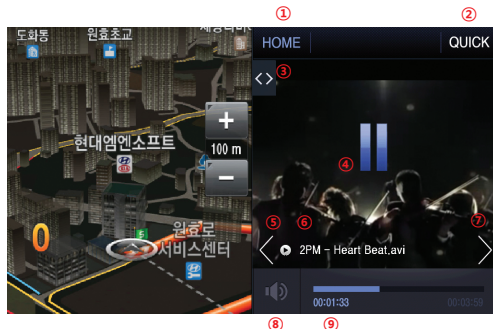 ① ②
도화동 원효초교
HOME QUICK
③
+
현대엠엔소프트 100 m
④
−
0
원효로
서비스센터
⑤ ⑥ ⑦
2PM - Heart Beat.avi
00:01:33 00:03:59
⑧ ⑨